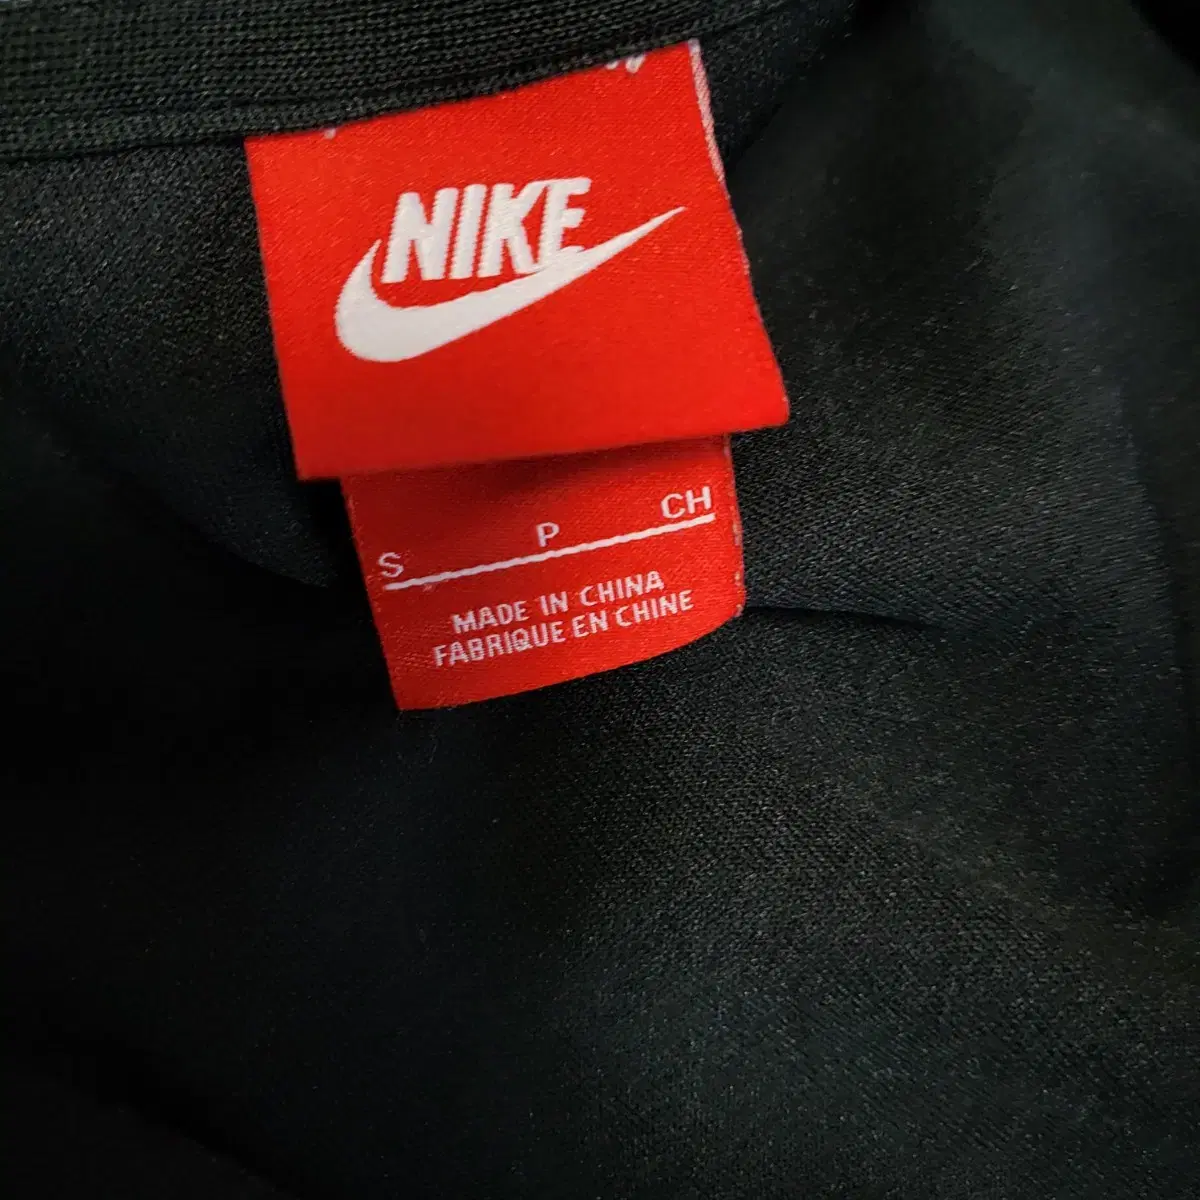 NIKE
S P CH
MADE IN CHINA
FABRIQUE EN CHINE